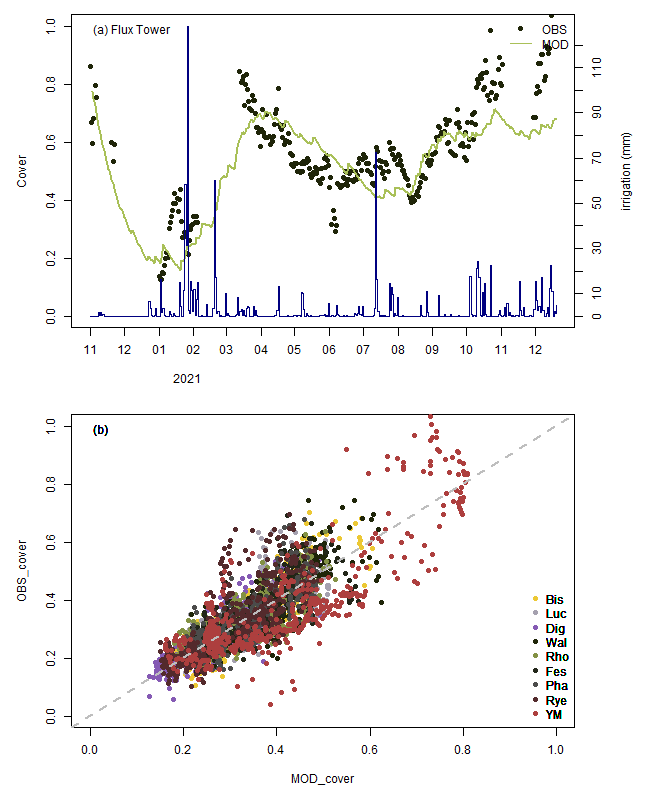 (a) Flux Tower
OBS
MOD
Cover
0.0 0.2 0.4 0.6 0.8 1.0
0 10 30 50 70 90 110
irrigation (mm)
11 12 01 02 03 04 05 06 07 08 09 10 11 12
2021
(b)
OBS_cover
0.0 0.2 0.4 0.6 0.8 1.0
Bis
Luc
Dig
Wal
Rho
Fes
Pha
Rye
YM
0.0 0.2 0.4 0.6 0.8 1.0
MOD_cover